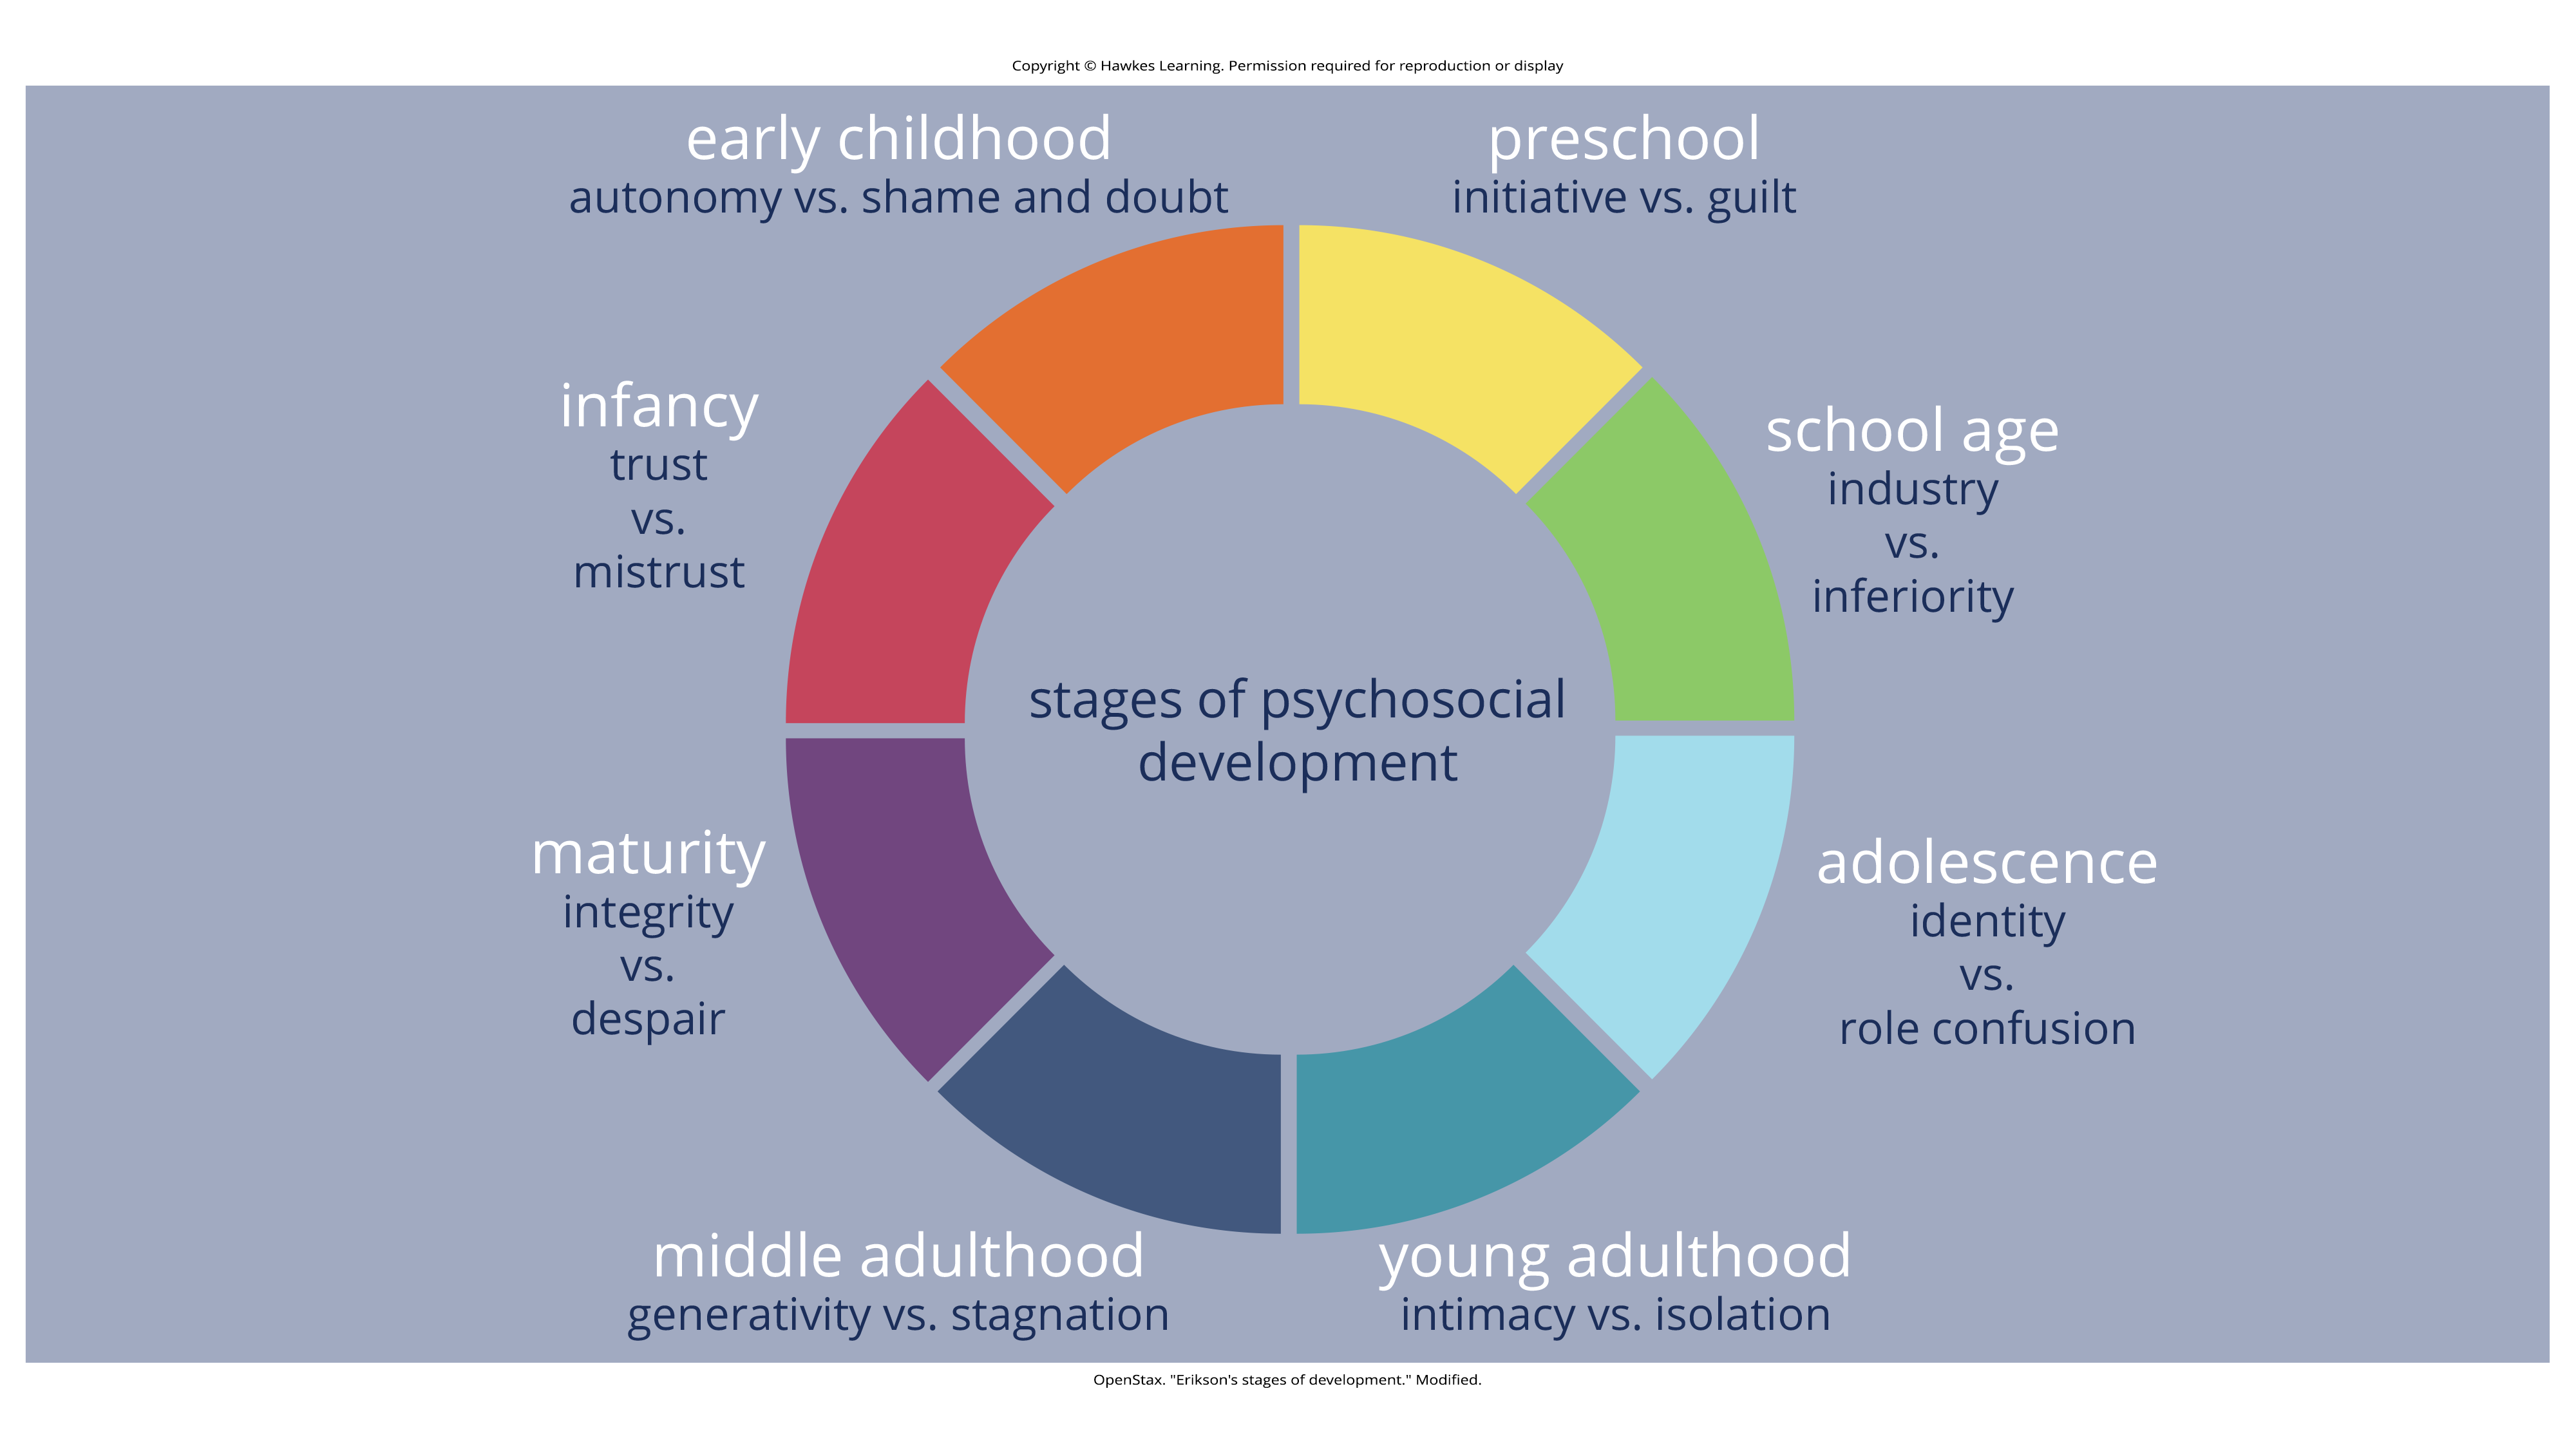 Copyright © Hawkes Learning. Permission required for reproduction or display
early childhood
autonomy vs. shame and doubt
preschool
initiative vs. guilt
infancy
trust
vs.
mistrust
school age
industry
vs.
inferiority
stages of psychosocial
development
maturity
integrity
vs.
despair
adolescence
identity
vs.
role confusion
middle adulthood
generativity vs. stagnation
young adulthood
intimacy vs. isolation
OpenStax. "Erikson's stages of development." Modified.